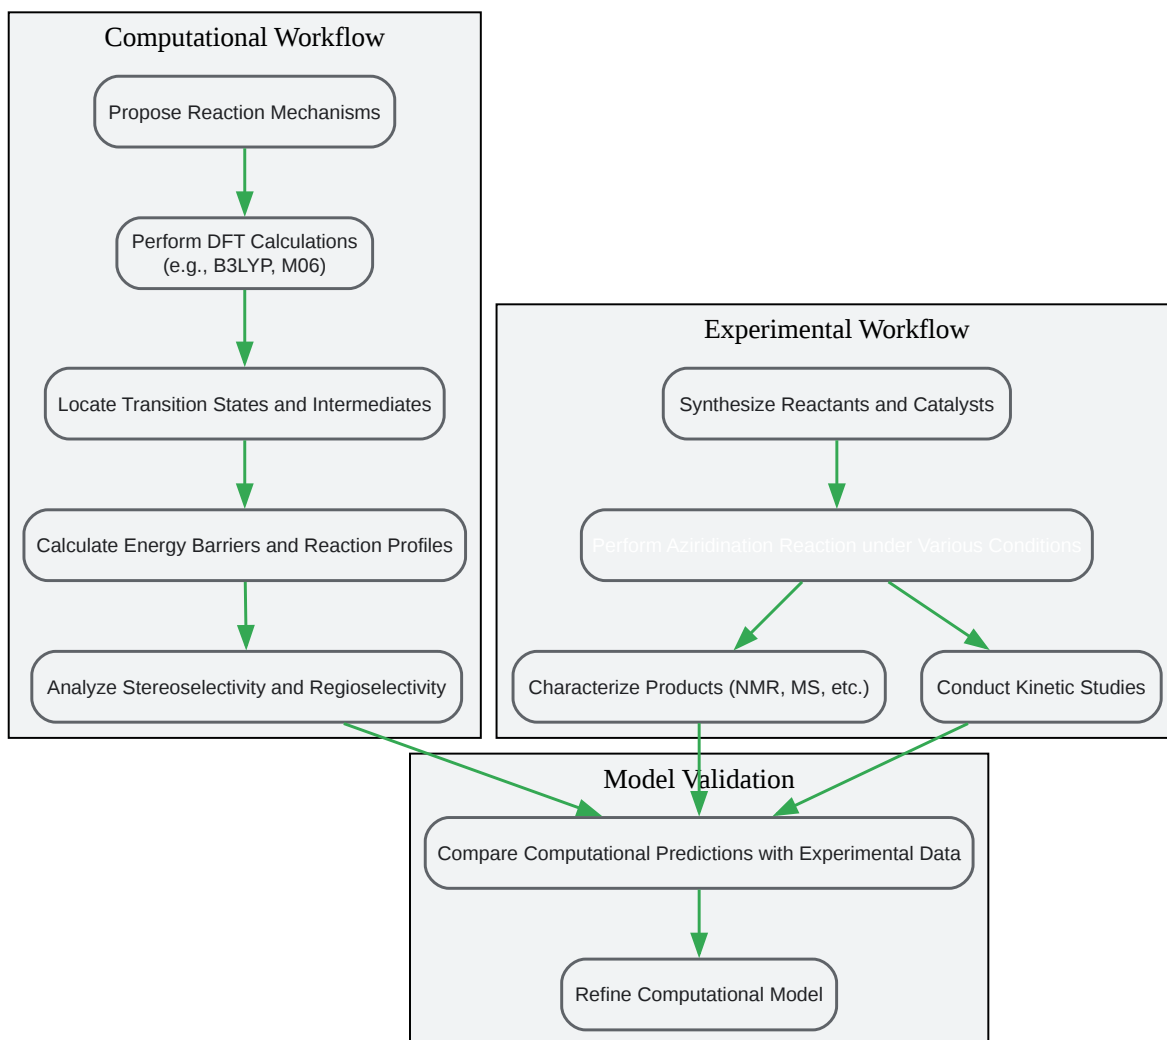 Computational Workflow
Propose Reaction Mechanisms
Perform DFT Calculations
(e.g., B3LYP, M06)
Locate Transition States and Intermediates
Calculate Energy Barriers and Reaction Profiles
Analyze Stereoselectivity and Regioselectivity
Experimental Workflow
Synthesize Reactants and Catalysts
Perform Aziridination Reaction under Various Conditions
Characterize Products (NMR, MS, etc.)
Conduct Kinetic Studies
Model Validation
Compare Computational Predictions with Experimental Data
Refine Computational Model